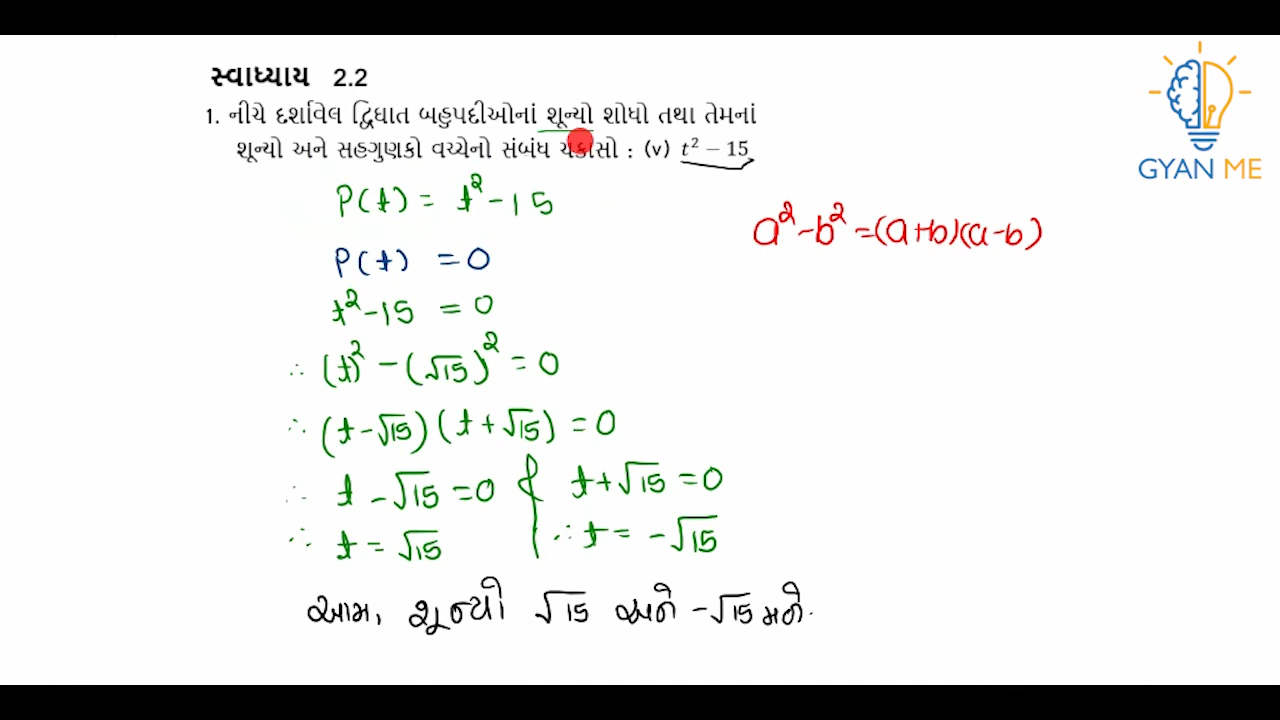 સ્વાધ્યાય 2.2
1. નીચે દર્શાવેલ દ્વિઘાત બહુપદીઓનાં શૂન્યો શોધો તથા તેમનાં
શૂન્યો અને સહગુણકો વચ્ચેનો સંબંધ ચકાસો : (v) t² – 15
GYAN ME
P(t) = t² - 15
a² - b² = (a+b)(a-b)
P(t) = 0
t² - 15 = 0
∴ (t)² - (√15)² = 0
∴ (t - √15) (t + √15) = 0
∴ t - √15 = 0 & t + √15 = 0
∴ t = √15 ∴ t = - √15
આમ, શૂન્યો √15 અને -√15 મળે.